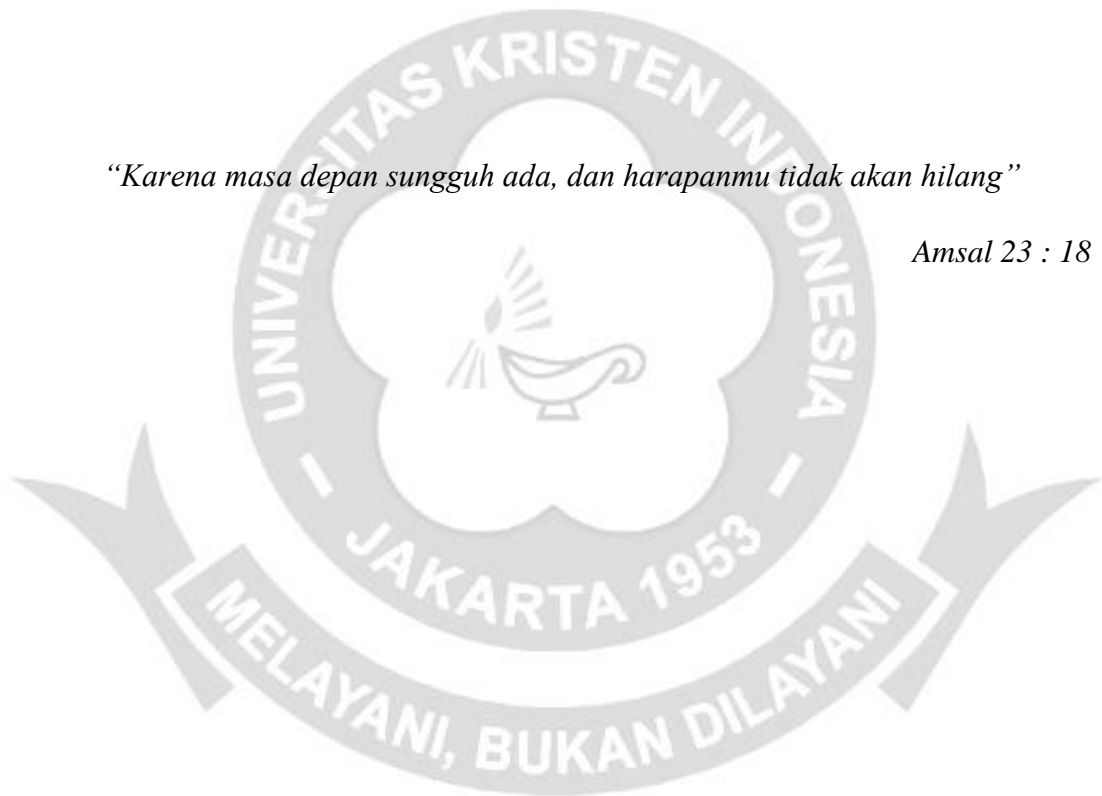 “Karena masa depan sungguh ada, dan harapanmu tidak akan hilang”
Amsal 23 : 18
UNIVERSITAS KRISTEN INDONESIA
- JAKARTA 1953 -
MELAYANI, BUKAN DILAYANI